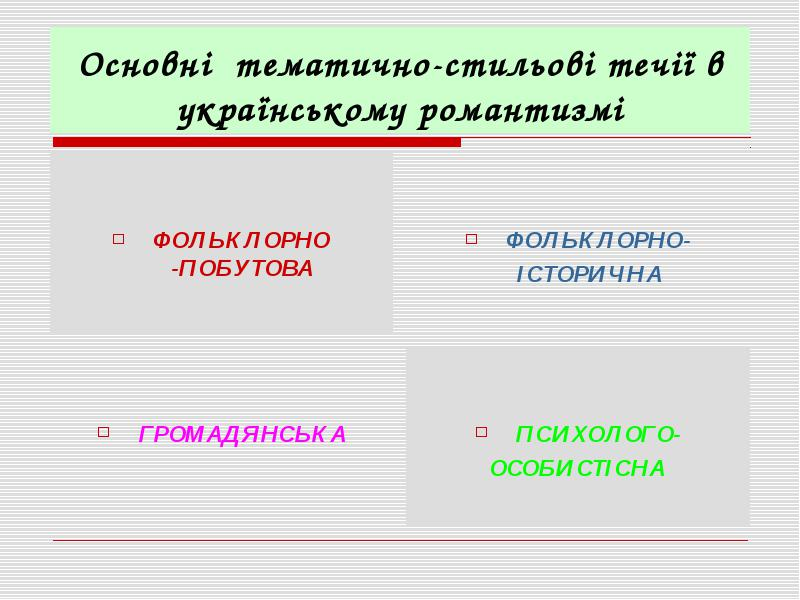 Основні тематично-стильові течії в
українському романтизмі
ФОЛЬКЛОРНО
-ПОБУТОВА
ФОЛЬКЛОРНО-
ІСТОРИЧНА
ГРОМАДЯНСЬКА
ПСИХОЛОГО-
ОСОБИСТІСНА